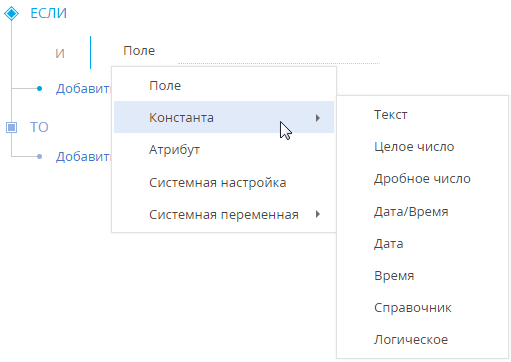 ЕСЛИ
И
Поле
Добавит
ТО
Добавит
Поле
Константа
Атрибут
Системная настройка
Системная переменная
Текст
Целое число
Дробное число
Дата/Время
Дата
Время
Справочник
Логическое